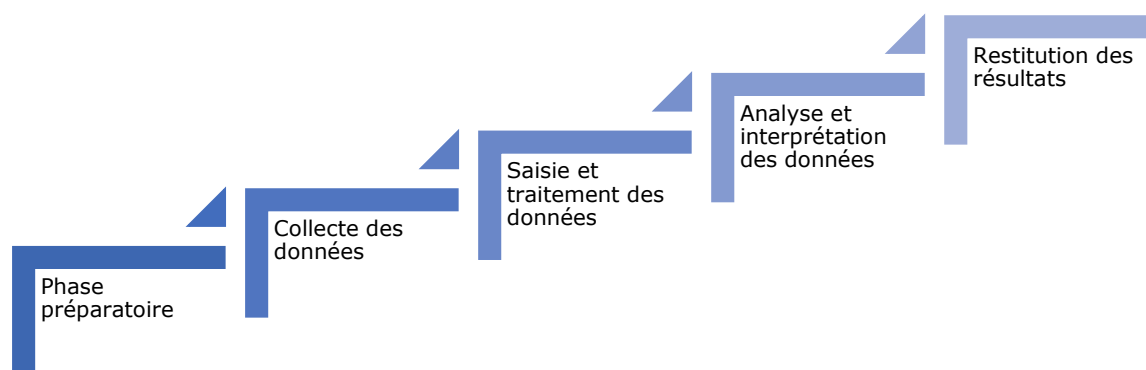 Phase
préparatoire
Collecte des
données
Saisie et
traitement des
données
Analyse et
interprétation
des données
Restitution des
résultats